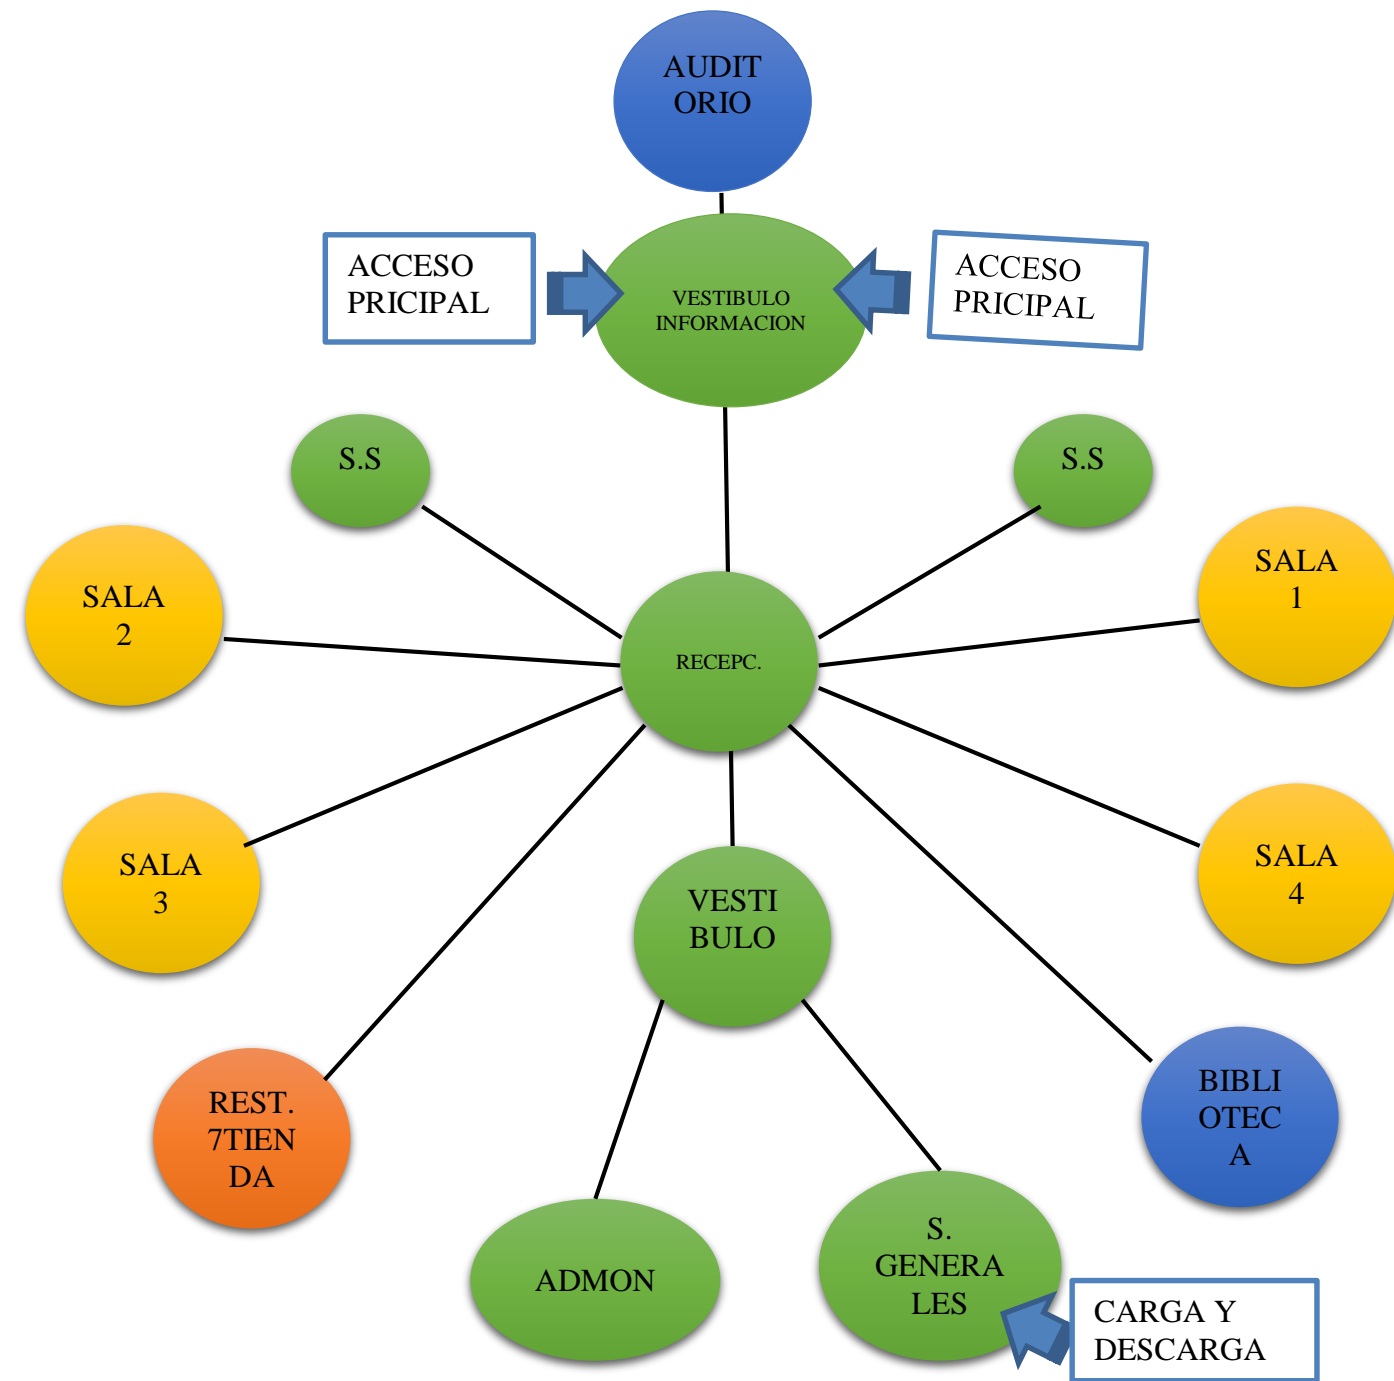 AUDIT
ORIO
ACCESO
PRICIPAL
VESTIBULO
INFORMACION
ACCESO
PRICIPAL
S.S
S.S
SALA
2
SALA
1
RECEPC.
SALA
3
VESTI
BULO
SALA
4
REST.
7TIEN
DA
BIBLI
OTEC
A
ADMON
S.
GENERA
LES
CARGA Y
DESCARGA